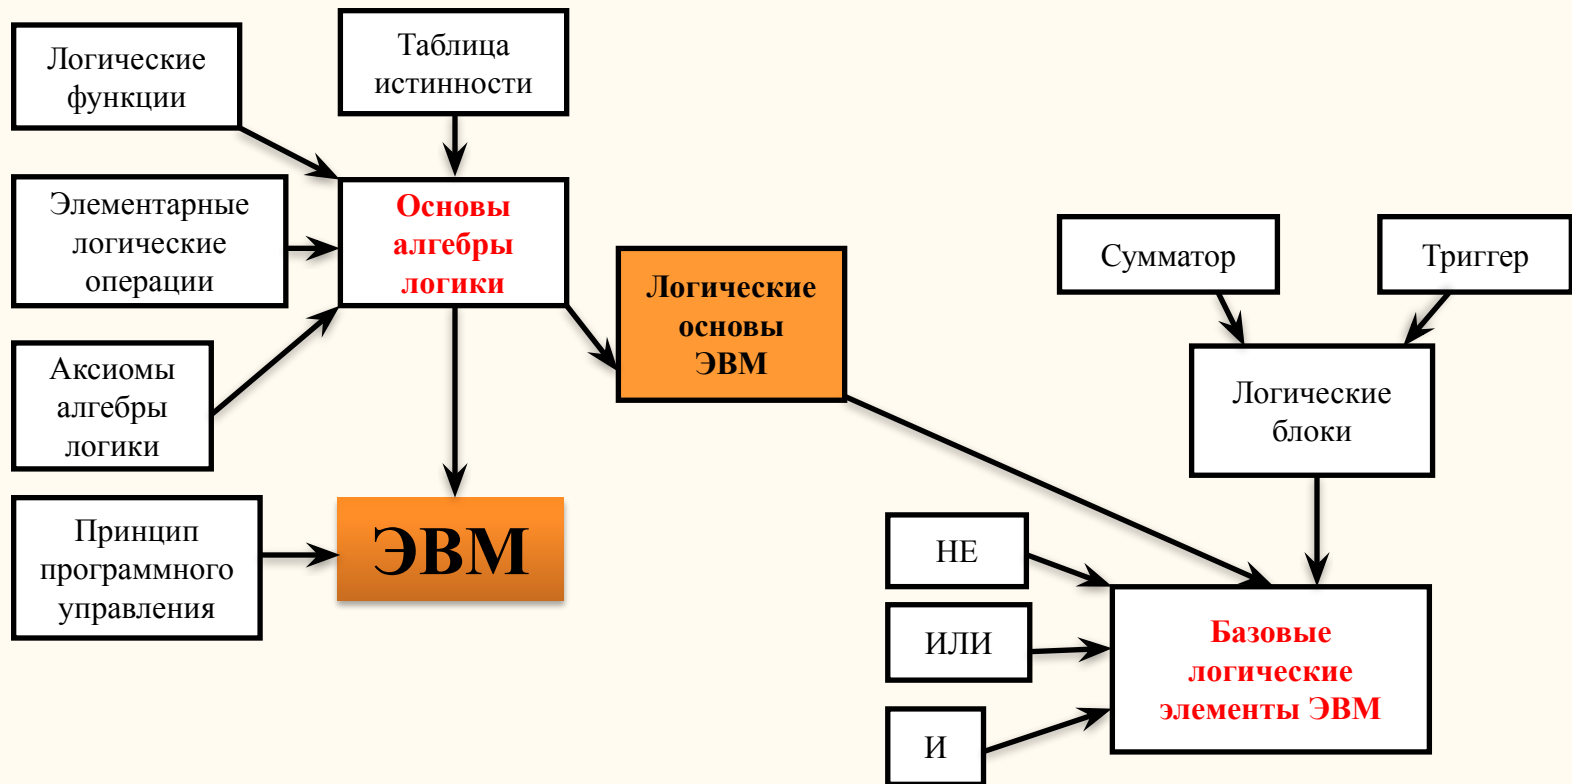 Логические
функции
Таблица
истинности
Элементарные
логические
операции
Основы
алгебры
логики
Аксиомы
алгебры
логики
Принцип
программного
управления
ЭВМ
Логические
основы
ЭВМ
Сумматор
Триггер
Логические
блоки
НЕ
ИЛИ
И
Базовые
логические
элементы ЭВМ